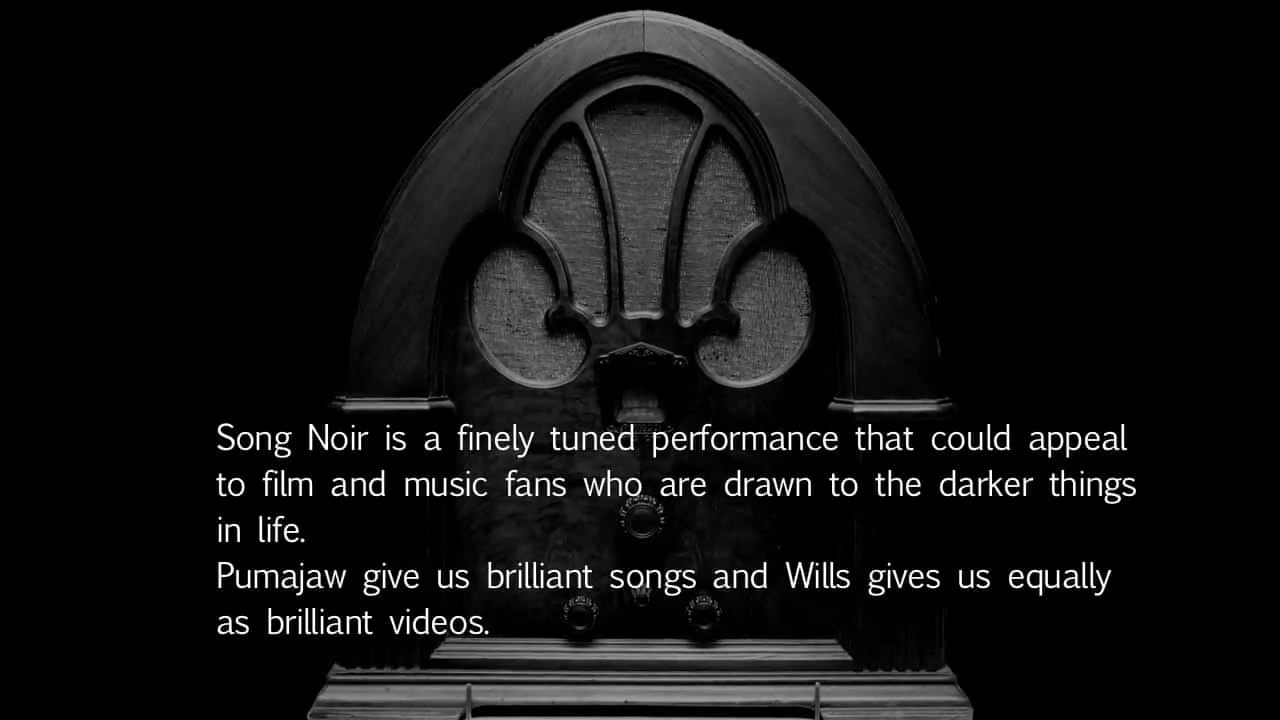 Song Noir is a finely tuned performance that could appeal
to film and music fans who are drawn to the darker things
in life.
Pumajaw give us brilliant songs and Wills gives us equally
as brilliant videos.